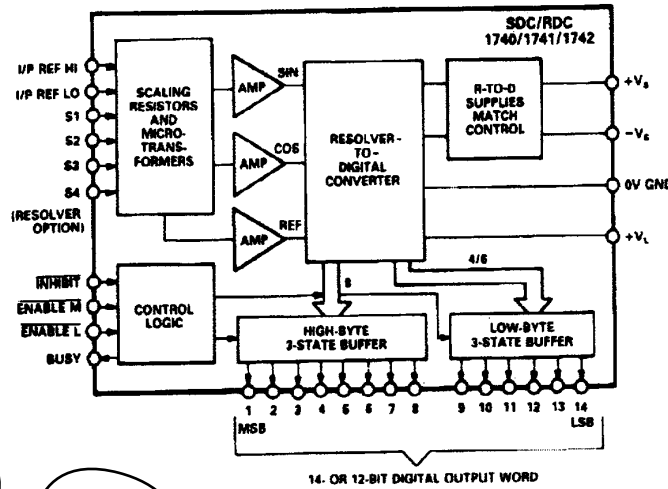 SDC/RDC
1740/1741/1742
I/P REF HI
I/P REF LO
S1
S2
S3
S4
(RESOLVER
OPTION)
SCALING
RESISTORS
AND
MICRO-
TRANS-
FORMERS
AMP
SIN
AMP
COS
AMP
REF
RESOLVER-
TO-
DIGITAL
CONVERTER
R-TO-D
SUPPLIES
MATCH
CONTROL
+VS
−VS
0V GND
+VL
INHIBIT
ENABLE M
ENABLE L
BUSY
CONTROL
LOGIC
8
4/6
HIGH-BYTE
3-STATE BUFFER
LOW-BYTE
3-STATE BUFFER
1 2 3 4 5 6 7 8 9 10 11 12 13 14
MSB LSB
14- OR 12-BIT DIGITAL OUTPUT WORD